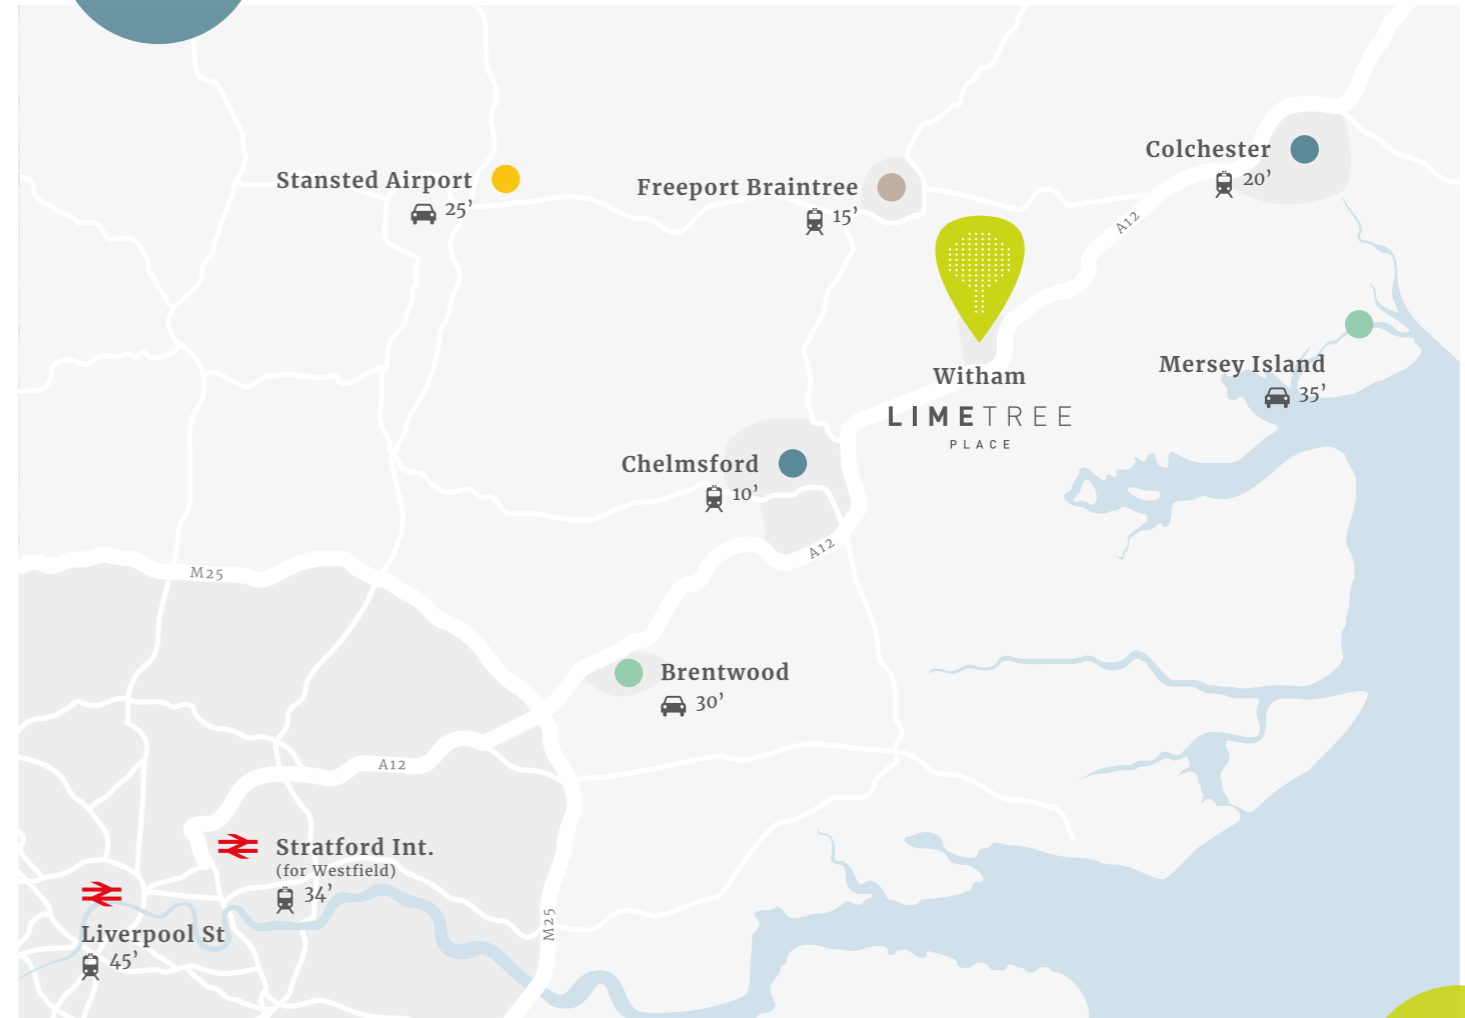 Colchester
20’
Stansted Airport
25’
Freeport Braintree
15’
A12
Mersey Island
35’
Witham
LIMETREE
PLACE
Chelmsford
10’
A12
M25
Brentwood
30’
A12
Stratford Int.
(for Westfield)
34’
Liverpool St
45’
M25